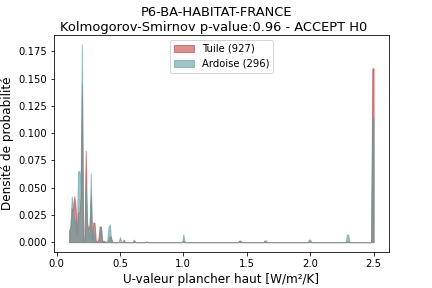 P6-BA-HABITAT-FRANCE
Kolmogorov-Smirnov p-value:0.96 - ACCEPT H0
Tuile (927)
Ardoise (296)
Densité de probabilité
0.175
0.150
0.125
0.100
0.075
0.050
0.025
0.000
0.0 0.5 1.0 1.5 2.0 2.5
U-valeur plancher haut [W/m²/K]